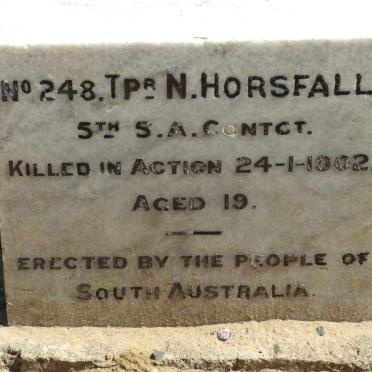 No 248. TPR N. HORSFALL
5TH S.A. CONTGT.
KILLED IN ACTION 24-1-1902.
AGED 19.
ERECTED BY THE PEOPLE OF
SOUTH AUSTRALIA.